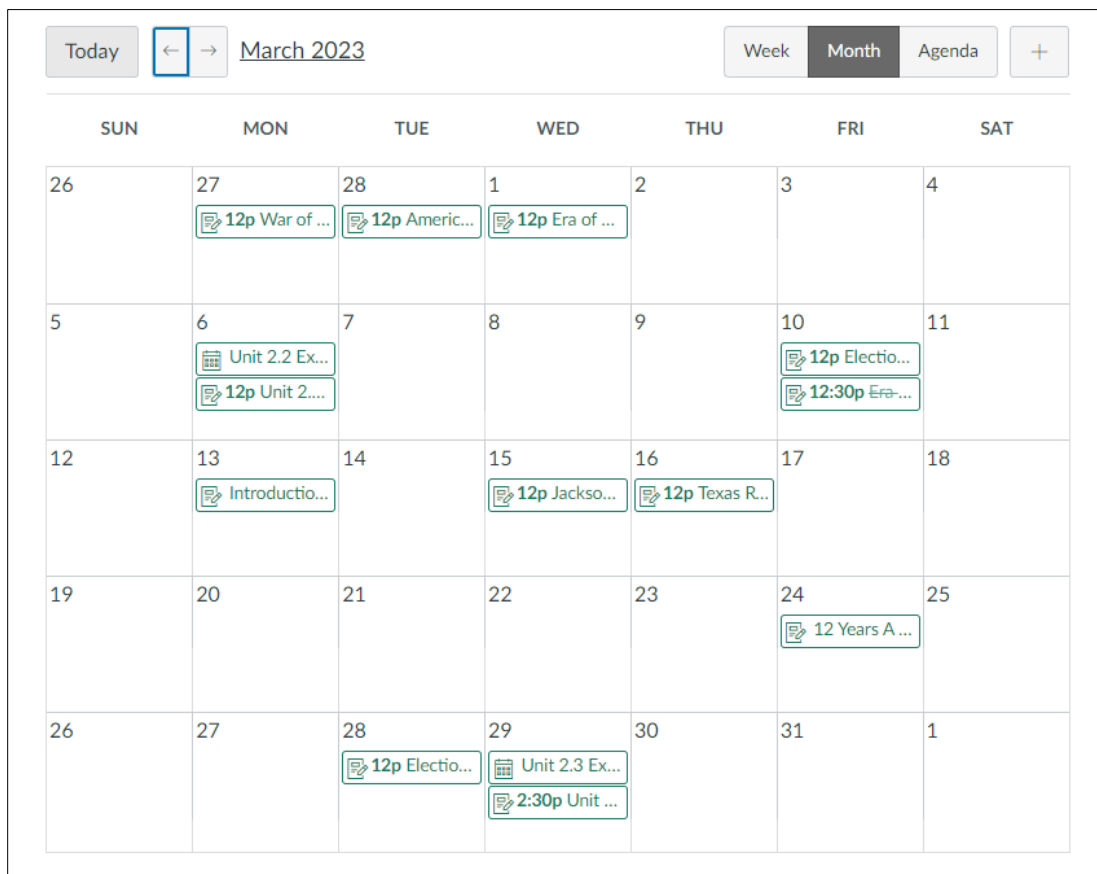 Today ← → March 2023 Week Month Agenda +
SUN MON TUE WED THU FRI SAT
26 27 28 1 2 3 4
12p War of ... 12p Americ... 12p Era of ...
5 6 7 8 9 10 11
Unit 2.2 Ex... 12p Electio...
12p Unit 2.... 12:30p Era ...
12 13 14 15 16 17 18
Introductio... 12p Jackso... 12p Texas R...
19 20 21 22 23 24 25
12 Years A ...
26 27 28 29 30 31 1
12p Electio... Unit 2.3 Ex...
2:30p Unit ...